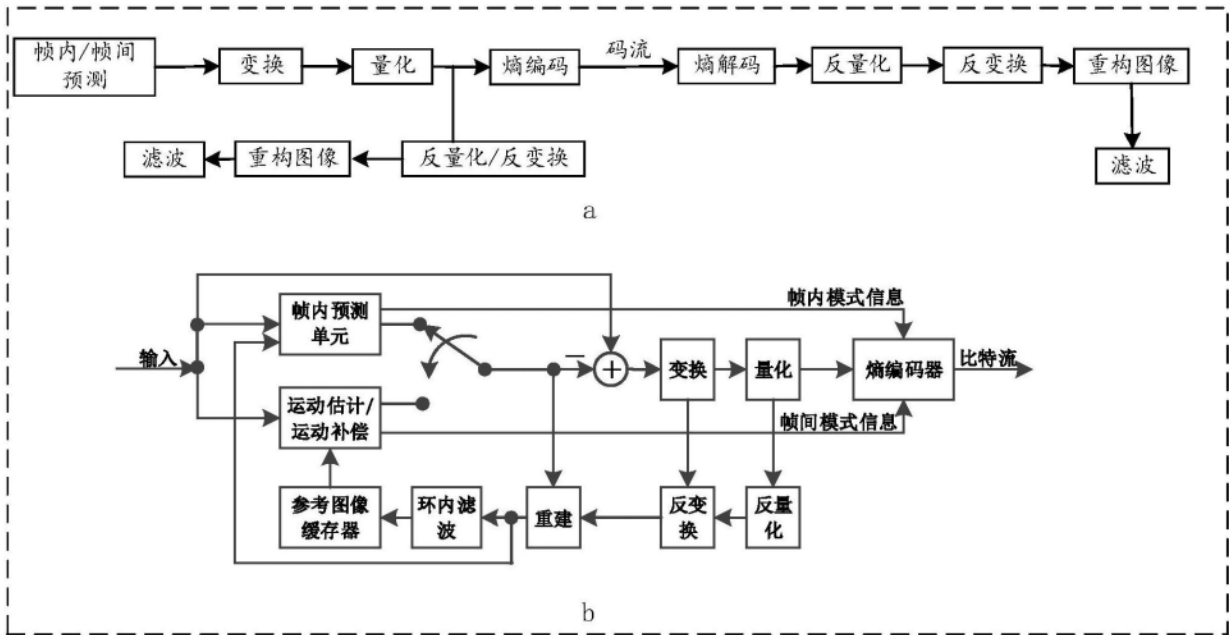 帧内/帧间
预测
变换
量化
熵编码
码流
熵解码
反量化
反变换
重构图像
滤波
重构图像
反量化/反变换
滤波
a
帧内预测
单元
帧内模式信息
输入
变换
量化
熵编码器
比特流
运动估计/
运动补偿
帧间模式信息
参考图像
缓存器
环内滤
波
重建
反变
换
反量
化
b